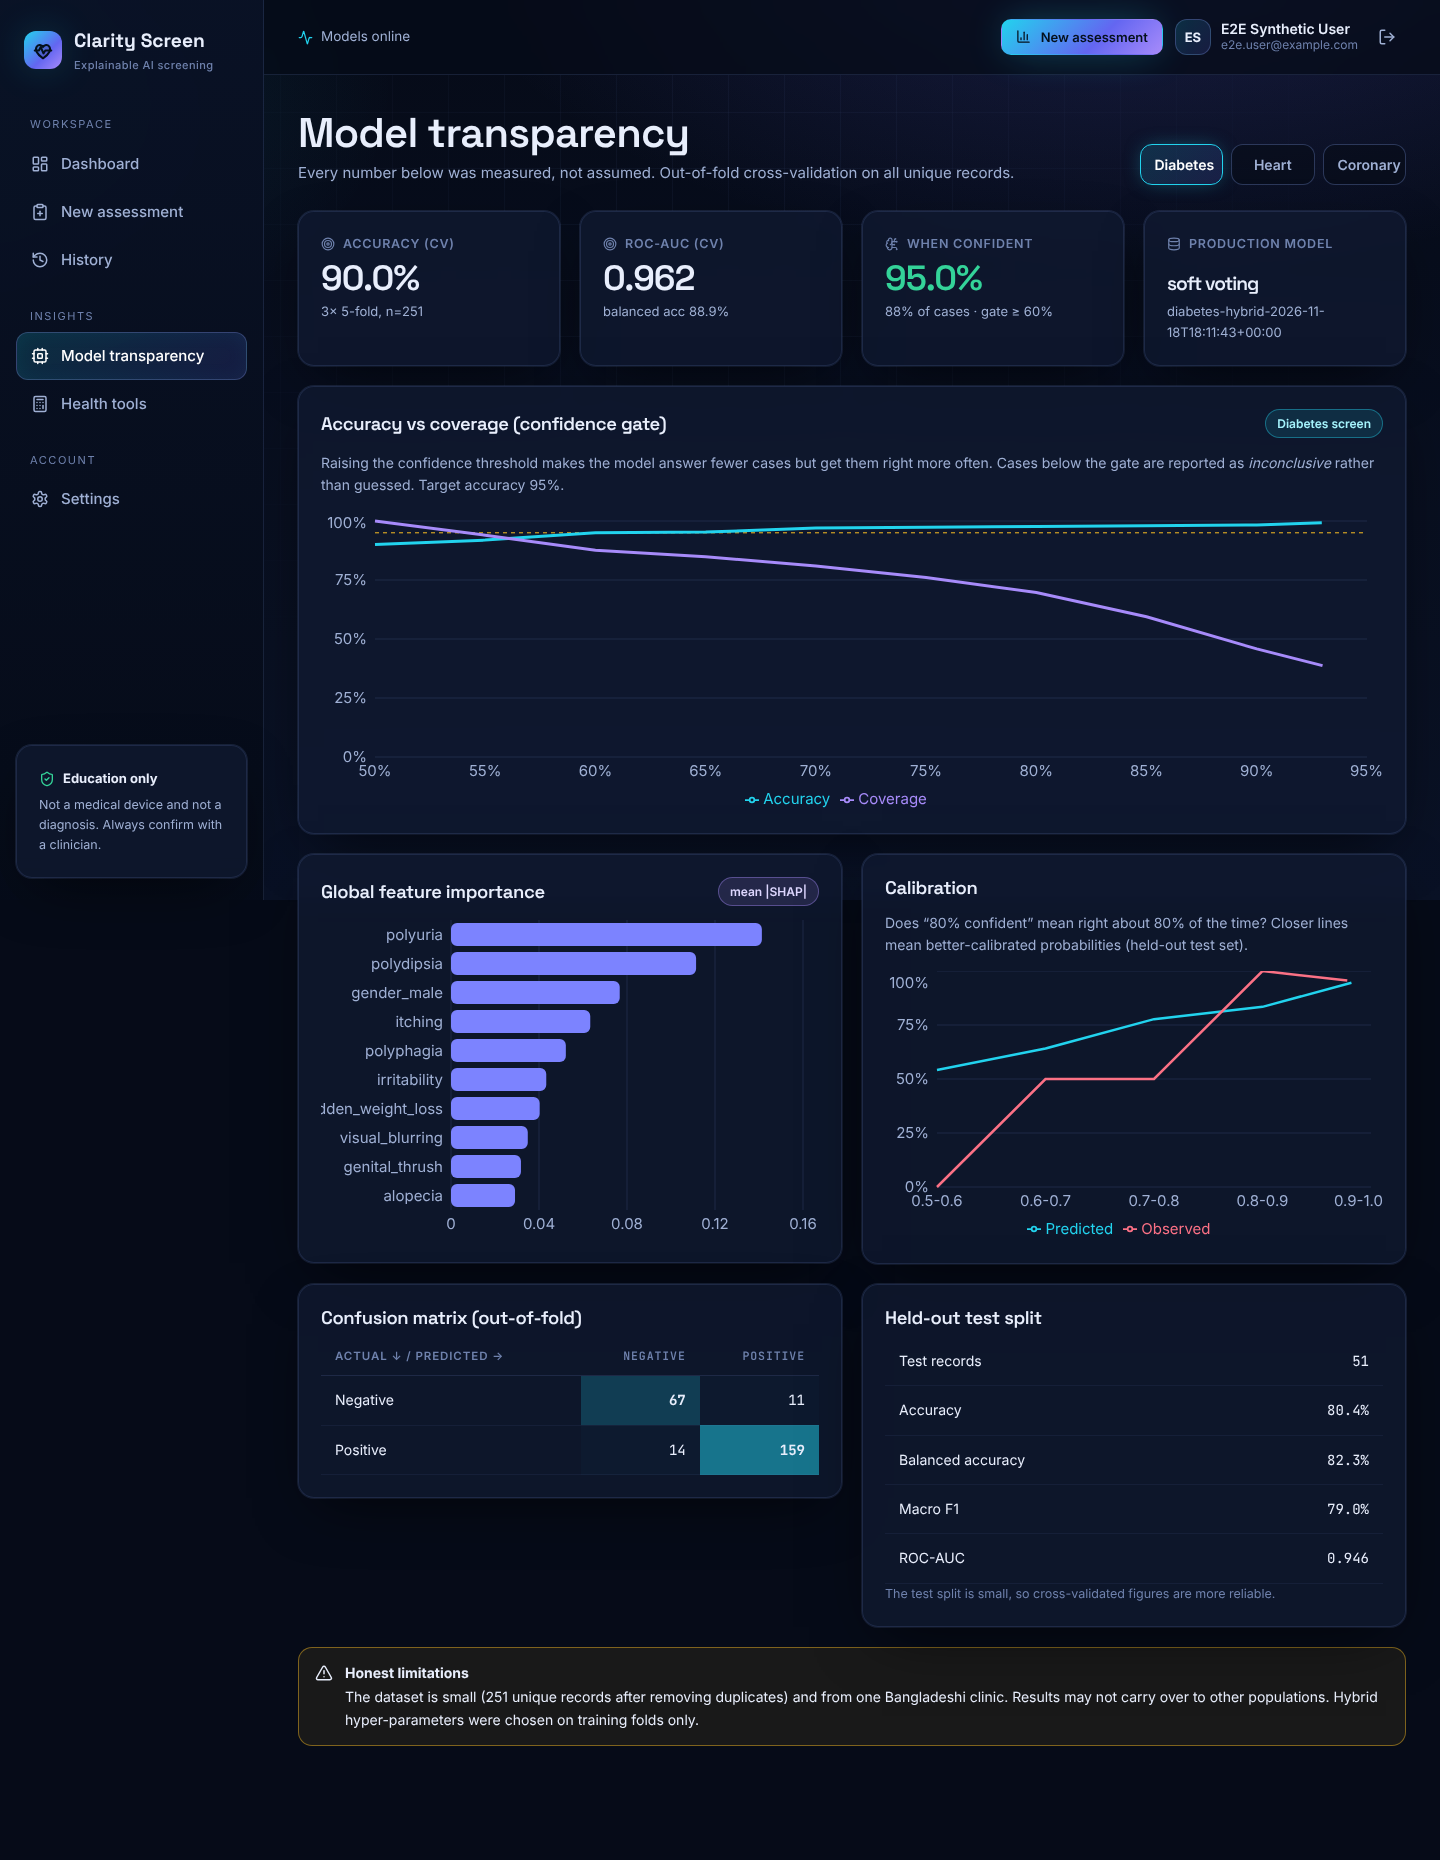 Clarity Screen
Explainable AI screening
WORKSPACE
Dashboard
New assessment
History
INSIGHTS
Model transparency
Health tools
ACCOUNT
Settings
Education only
Not a medical device and not a
diagnosis. Always confirm with
a clinician.
Models online
New assessment
ES
E2E Synthetic User
e2e.user@example.com
Model transparency
Every number below was measured, not assumed. Out-of-fold cross-validation on all unique records.
Diabetes
Heart
Coronary
ACCURACY (CV)
90.0%
3× 5-fold, n=251
ROC-AUC (CV)
0.962
balanced acc 88.9%
WHEN CONFIDENT
95.0%
88% of cases · gate ≥ 60%
PRODUCTION MODEL
soft voting
diabetes-hybrid-2026-11-
18T18:11:43+00:00
Accuracy vs coverage (confidence gate)
Diabetes screen
Raising the confidence threshold makes the model answer fewer cases but get them right more often. Cases below the gate are reported as inconclusive rather
than guessed. Target accuracy 95%.
100%
75%
50%
25%
0%
50% 55% 60% 65% 70% 75% 80% 85% 90% 95%
Accuracy Coverage
Global feature importance
mean |SHAP|
polyuria
polydipsia
gender_male
itching
polyphagia
irritability
dden_weight_loss
visual_blurring
genital_thrush
alopecia
0 0.04 0.08 0.12 0.16
Calibration
Does “80% confident” mean right about 80% of the time? Closer lines
mean better-calibrated probabilities (held-out test set).
100%
75%
50%
25%
0%
0.5-0.6 0.6-0.7 0.7-0.8 0.8-0.9 0.9-1.0
Predicted Observed
Confusion matrix (out-of-fold)
ACTUAL ↓ / PREDICTED → NEGATIVE POSITIVE
Negative 67 11
Positive 14 159
Held-out test split
Test records 51
Accuracy 80.4%
Balanced accuracy 82.3%
Macro F1 79.0%
ROC-AUC 0.946
The test split is small, so cross-validated figures are more reliable.
Honest limitations
The dataset is small (251 unique records after removing duplicates) and from one Bangladeshi clinic. Results may not carry over to other populations. Hybrid
hyper-parameters were chosen on training folds only.